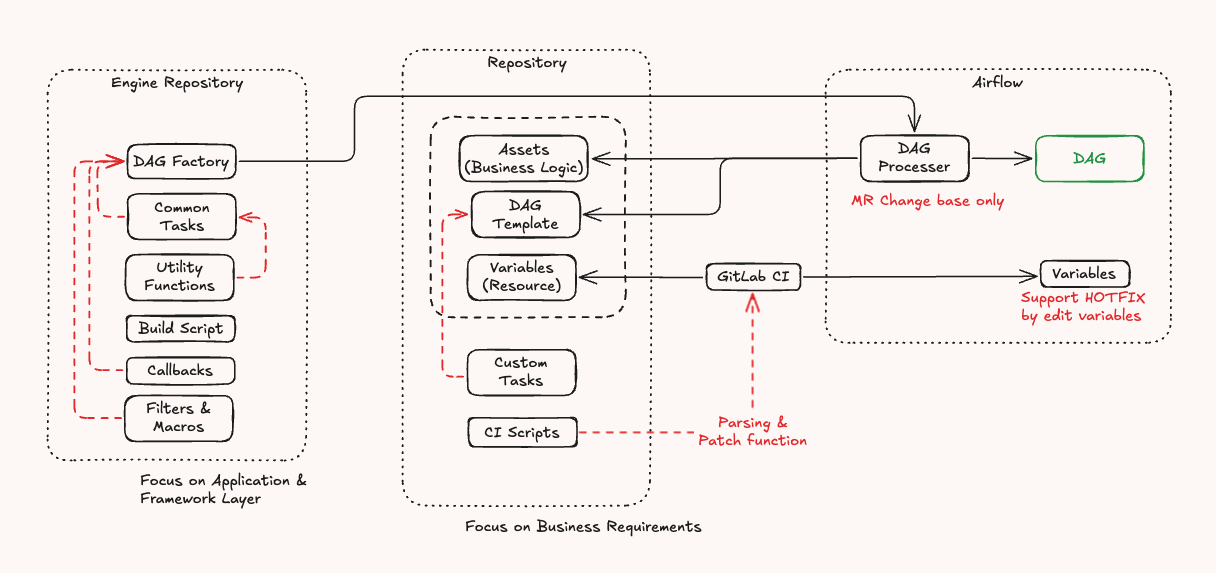 Engine Repository
DAG Factory
Common
Tasks
Utility
Functions
Build Script
Callbacks
Filters &
Macros
Focus on Application &
Framework Layer
Repository
Assets
(Business Logic)
DAG
Template
Variables
(Resource)
Custom
Tasks
CI Scripts
Focus on Business Requirements
GitLab CI
Parsing &
Patch function
Airflow
DAG
Processer
DAG
MR Change base only
Variables
Support HOTFIX
by edit variables